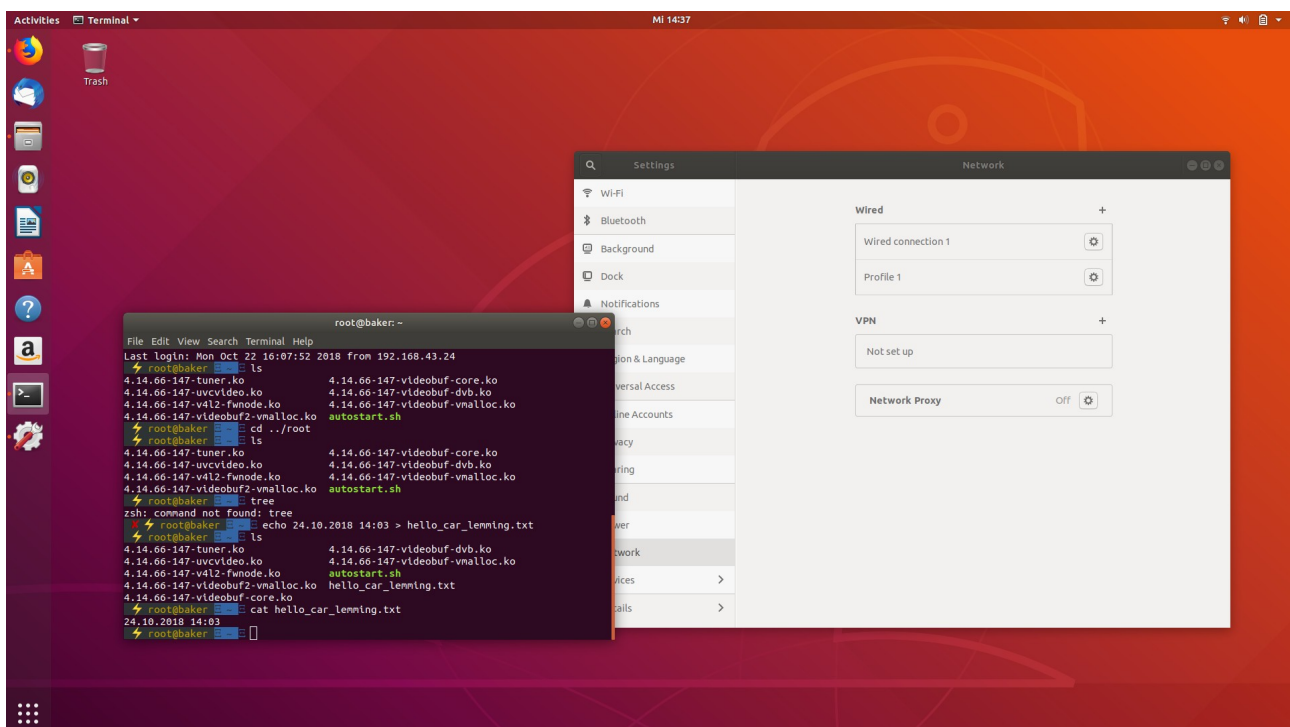 Activities Terminal
Mi 14:37
Trash
Settings
Network
Wi-Fi
Bluetooth
Background
Dock
Notifications
rch
ion & Language
versal Access
ine Accounts
vacy
ring
und
wer
twork
vices
tails
Wired
Wired connection 1
Profile 1
VPN
Not set up
Network Proxy Off
root@baker: ~
File Edit View Search Terminal Help
Last login: Mon Oct 22 16:07:52 2018 from 192.168.43.24
root@baker ~ ls
4.14.66-147-tuner.ko 4.14.66-147-videobuf-core.ko
4.14.66-147-uvcvideo.ko 4.14.66-147-videobuf-dvb.ko
4.14.66-147-v4l2-fwnode.ko 4.14.66-147-videobuf-vmalloc.ko
4.14.66-147-videobuf2-vmalloc.ko autostart.sh
root@baker ~ cd ../root
root@baker ~ ls
4.14.66-147-tuner.ko 4.14.66-147-videobuf-core.ko
4.14.66-147-uvcvideo.ko 4.14.66-147-videobuf-dvb.ko
4.14.66-147-v4l2-fwnode.ko 4.14.66-147-videobuf-vmalloc.ko
4.14.66-147-videobuf2-vmalloc.ko autostart.sh
root@baker ~ tree
zsh: command not found: tree
root@baker ~ echo 24.10.2018 14:03 > hello_car_lemming.txt
root@baker ~ ls
4.14.66-147-tuner.ko 4.14.66-147-videobuf-dvb.ko
4.14.66-147-uvcvideo.ko 4.14.66-147-videobuf-vmalloc.ko
4.14.66-147-v4l2-fwnode.ko autostart.sh
4.14.66-147-videobuf2-vmalloc.ko hello_car_lemming.txt
4.14.66-147-videobuf-core.ko
root@baker ~ cat hello_car_lemming.txt
24.10.2018 14:03
root@baker ~